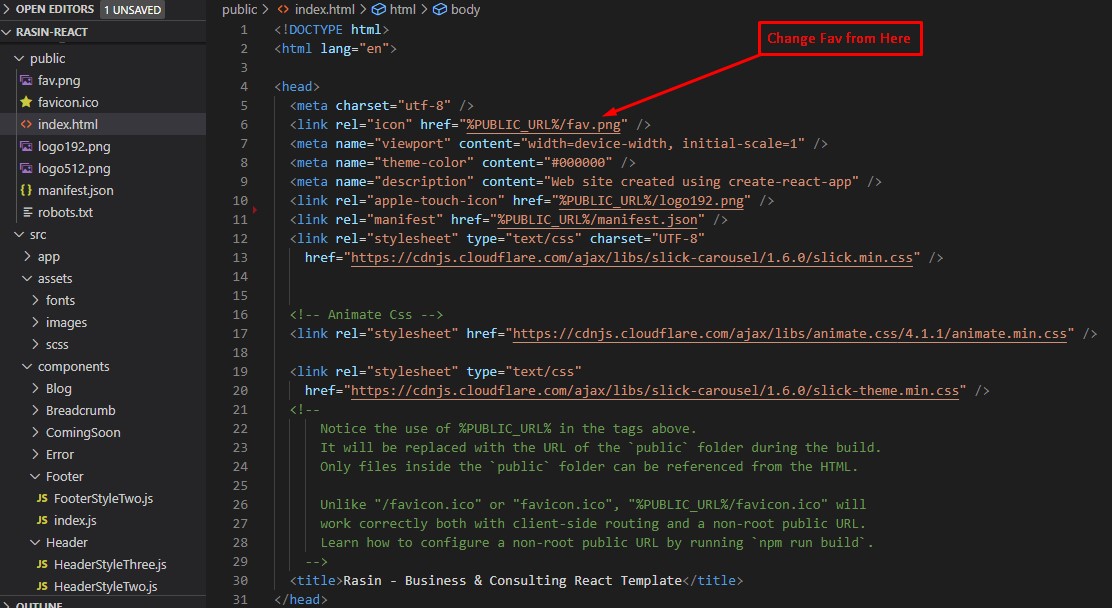 OPEN EDITORS 1 UNSAVED
RASIN-REACT
public
fav.png
favicon.ico
index.html
logo192.png
logo512.png
manifest.json
robots.txt
src
app
assets
fonts
images
scss
components
Blog
Breadcrumb
ComingSoon
Error
Footer
JS FooterStyleTwo.js
JS index.js
Header
JS HeaderStyleThree.js
JS HeaderStyleTwo.js
OUTLINE
public > <> index.html > html > body
Change Fav from Here
1 <!DOCTYPE html>
2 <html lang="en">
3
4 <head>
5 <meta charset="utf-8" />
6 <link rel="icon" href="%PUBLIC_URL%/fav.png" />
7 <meta name="viewport" content="width=device-width, initial-scale=1" />
8 <meta name="theme-color" content="#000000" />
9 <meta name="description" content="Web site created using create-react-app" />
10 <link rel="apple-touch-icon" href="%PUBLIC_URL%/logo192.png" />
11 <link rel="manifest" href="%PUBLIC_URL%/manifest.json" />
12 <link rel="stylesheet" type="text/css" charset="UTF-8"
13 href="https://cdnjs.cloudflare.com/ajax/libs/slick-carousel/1.6.0/slick.min.css" />
14
15
16 <!-- Animate Css -->
17 <link rel="stylesheet" href="https://cdnjs.cloudflare.com/ajax/libs/animate.css/4.1.1/animate.min.css" />
18
19 <link rel="stylesheet" type="text/css"
20 href="https://cdnjs.cloudflare.com/ajax/libs/slick-carousel/1.6.0/slick-theme.min.css" />
21 <!--
22 Notice the use of %PUBLIC_URL% in the tags above.
23 It will be replaced with the URL of the `public` folder during the build.
24 Only files inside the `public` folder can be referenced from the HTML.
25
26 Unlike "/favicon.ico" or "favicon.ico", "%PUBLIC_URL%/favicon.ico" will
27 work correctly both with client-side routing and a non-root public URL.
28 Learn how to configure a non-root public URL by running `npm run build`.
29 -->
30 <title>Rasin - Business & Consulting React Template</title>
31 </head>